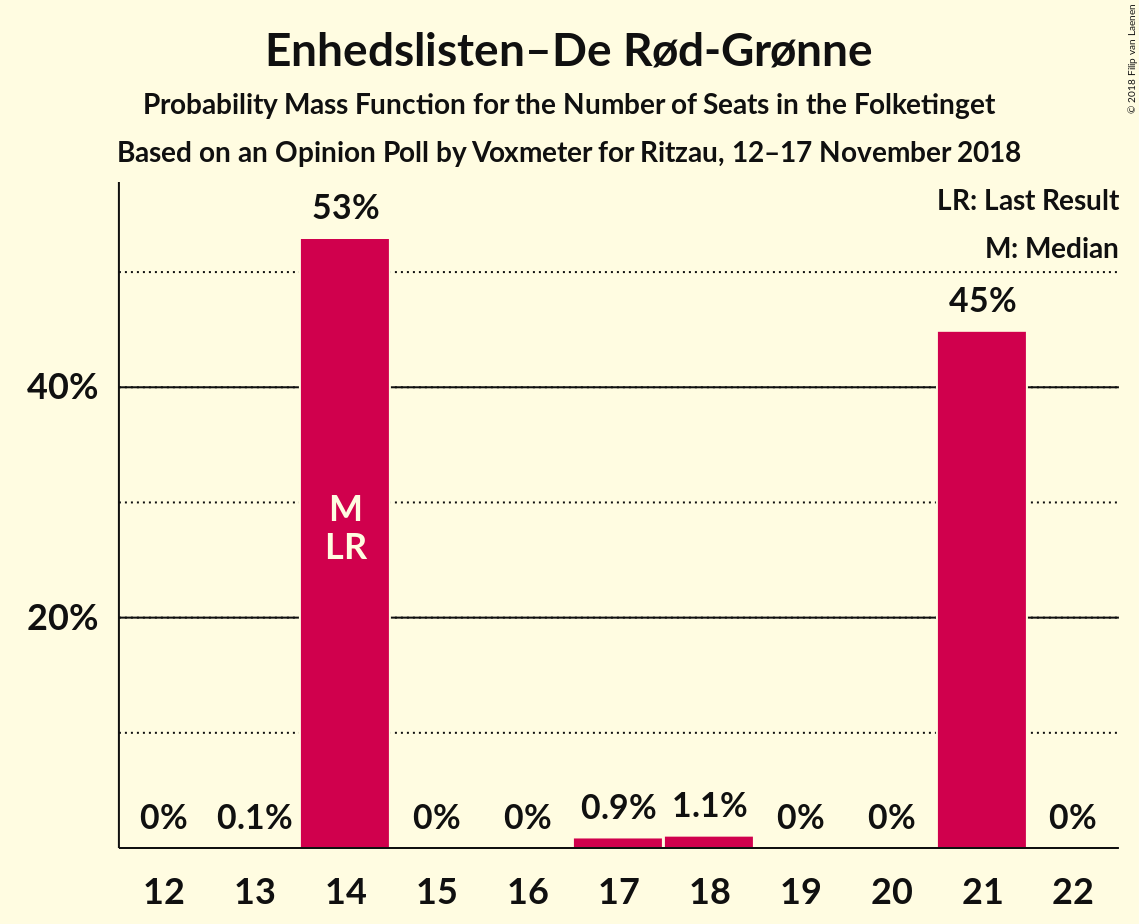 Enhedslisten–De Rød-Grønne
Probability Mass Function for the Number of Seats in the Folketinget
Based on an Opinion Poll by Voxmeter for Ritzau, 12–17 November 2018
© 2018 Filip van Laenen
LR: Last Result
M: Median
53%
45%
40%
M
LR
20%
0% 0.1% 0% 0% 0.9% 1.1% 0% 0% 0%
12 13 14 15 16 17 18 19 20 21 22